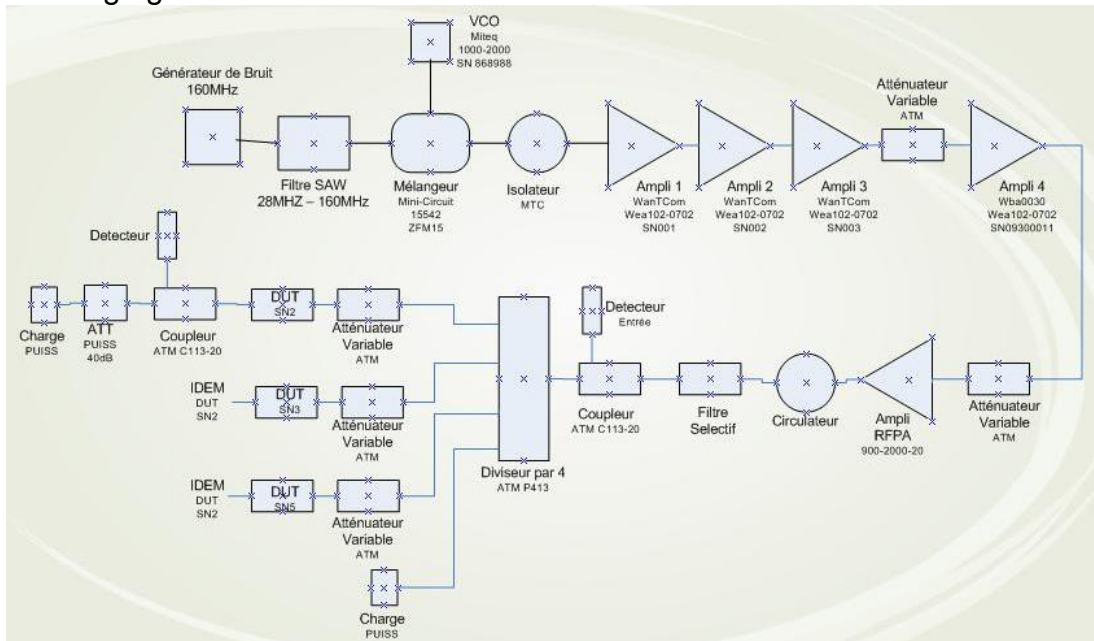 VCO
Miteq
1000-2000
SN 868988
Générateur de Bruit
160MHz
Filtre SAW
28MHZ – 160MHz
Mélangeur
Mini-Circuit
15542
ZFM15
Isolateur
MTC
Ampli 1
WanTCom
Wea102-0702
SN001
Ampli 2
WanTCom
Wea102-0702
SN002
Ampli 3
WanTCom
Wea102-0702
SN003
Atténuateur
Variable
ATM
Ampli 4
Wba0030
Wea102-0702
SN09300011
Detecteur
Charge
PUISS
ATT
PUISS
40dB
Coupleur
ATM C113-20
DUT
SN2
Atténuateur
Variable
ATM
IDEM
DUT
SN2
DUT
SN3
Atténuateur
Variable
ATM
IDEM
DUT
SN2
DUT
SN5
Atténuateur
Variable
ATM
Charge
PUISS
Diviseur par 4
ATM P413
Detecteur
Entrée
Coupleur
ATM C113-20
Filtre
Selectif
Circulateur
Ampli
RFPA
900-2000-20
Atténuateur
Variable
ATM